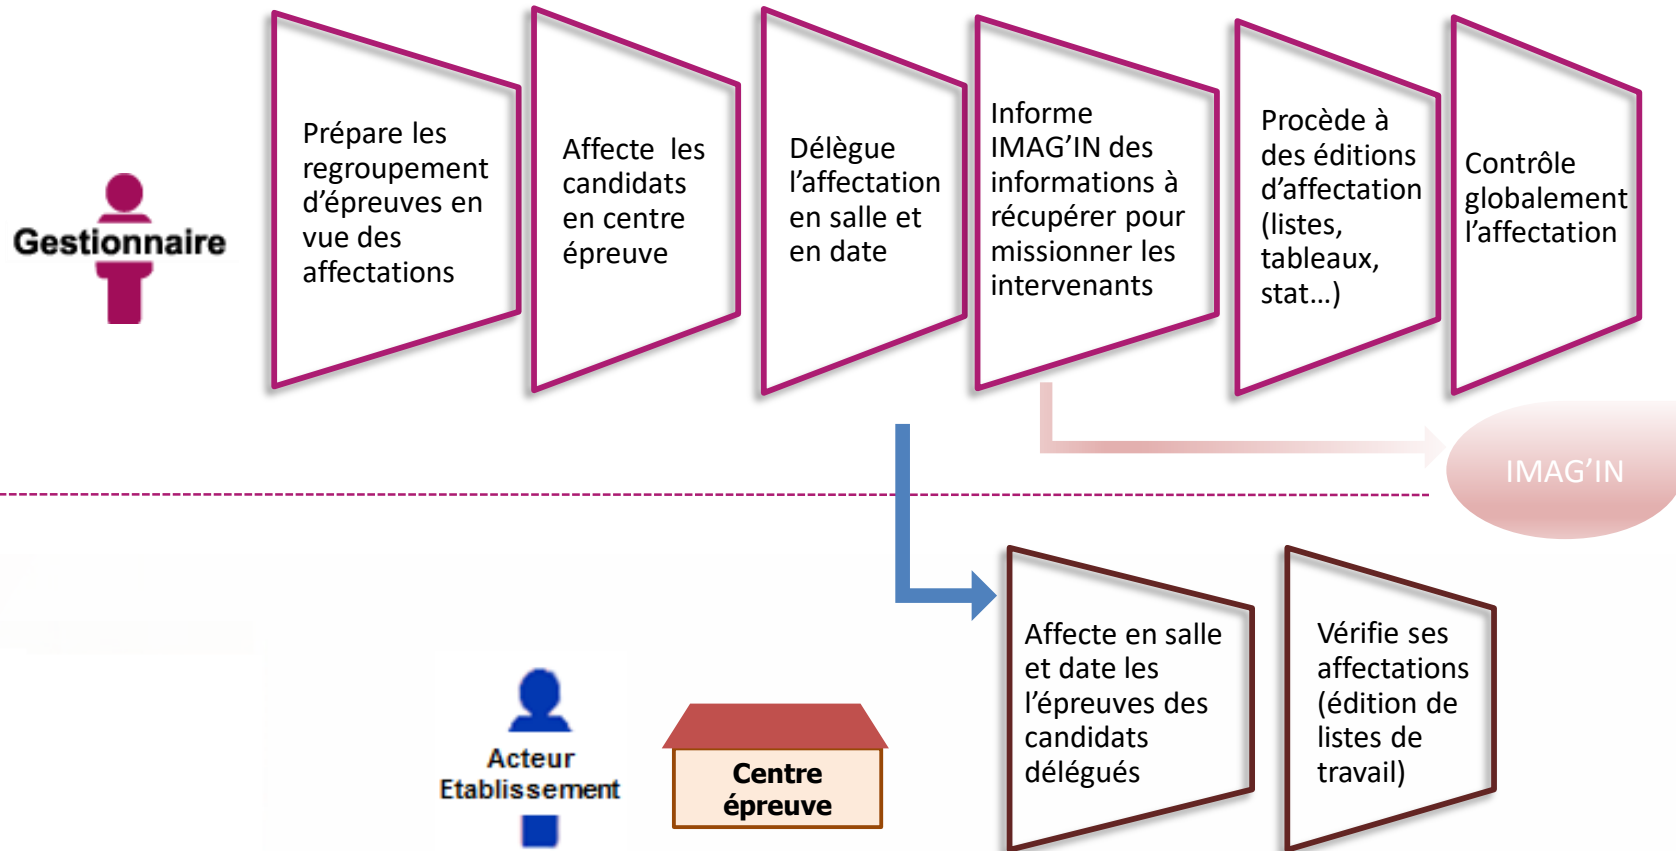 Gestionnaire
Prépare les
regroupement
d’épreuves en
vue des
affectations
Affecte les
candidats
en centre
épreuve
Délègue
l’affectation
en salle et
en date
Informe
IMAG’IN des
informations à
récupérer pour
missionner les
intervenants
Procède à
des éditions
d’affectation
(listes,
tableaux,
stat…)
Contrôle
globalement
l’affectation
IMAG’IN
Acteur
Etablissement
Centre
épreuve
Affecte en salle
et date les
l’épreuves des
candidats
délégués
Vérifie ses
affectations
(édition de
listes de
travail)